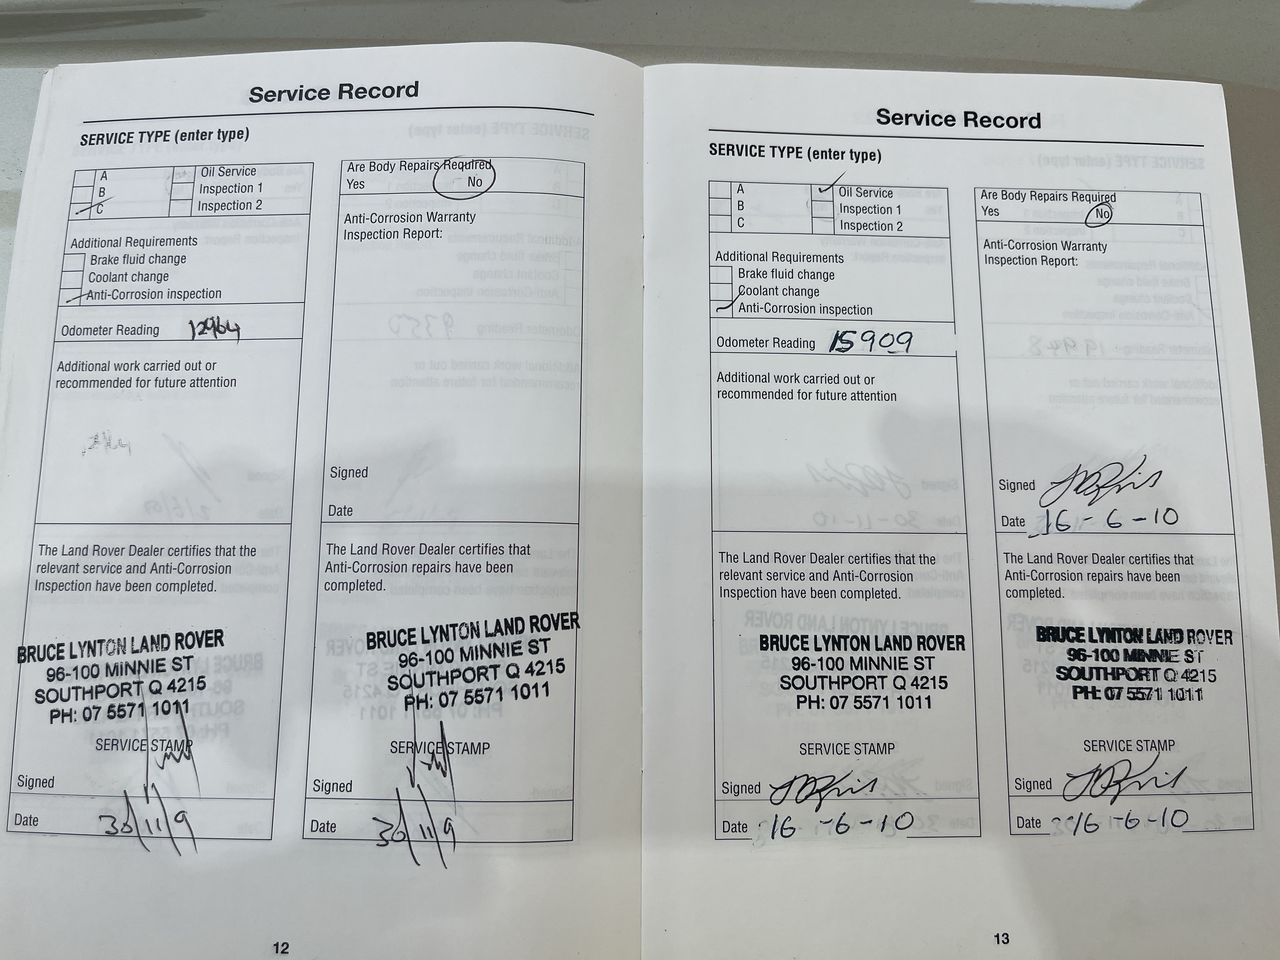 Service Record
SERVICE TYPE (enter type)
A
B
C
Oil Service
Inspection 1
Inspection 2
Additional Requirements
Brake fluid change
Coolant change
Anti-Corrosion inspection
Odometer Reading 12964
Additional work carried out or
recommended for future attention
The Land Rover Dealer certifies that the
relevant service and Anti-Corrosion
Inspection have been completed.
BRUCE LYNTON LAND ROVER
96-100 MINNIE ST
SOUTHPORT Q 4215
PH: 07 5571 1011
SERVICE STAMP
Signed
Date 30/11/9
Are Body Repairs Required
Yes No
Anti-Corrosion Warranty
Inspection Report:
Signed
Date
The Land Rover Dealer certifies that
Anti-Corrosion repairs have been
completed.
BRUCE LYNTON LAND ROVER
96-100 MINNIE ST
SOUTHPORT Q 4215
PH: 07 5571 1011
SERVICE STAMP
Date 30/11/9
12
Service Record
SERVICE TYPE (enter type)
A
B
C
Oil Service
Inspection 1
Inspection 2
Additional Requirements
Brake fluid change
Coolant change
Anti-Corrosion inspection
Odometer Reading 15909
Additional work carried out or
recommended for future attention
The Land Rover Dealer certifies that the
relevant service and Anti-Corrosion
Inspection have been completed.
BRUCE LYNTON LAND ROVER
96-100 MINNIE ST
SOUTHPORT Q 4215
PH: 07 5571 1011
SERVICE STAMP
Signed
Date 16-6-10
Are Body Repairs Required
Yes No
Anti-Corrosion Warranty
Inspection Report:
Signed
Date 16-6-10
The Land Rover Dealer certifies that
Anti-Corrosion repairs have been
completed.
BRUCE LYNTON LAND ROVER
96-100 MINNIE ST
SOUTHPORT Q 4215
PH: 07 5571 1011
SERVICE STAMP
Signed
Date 16-6-10
13